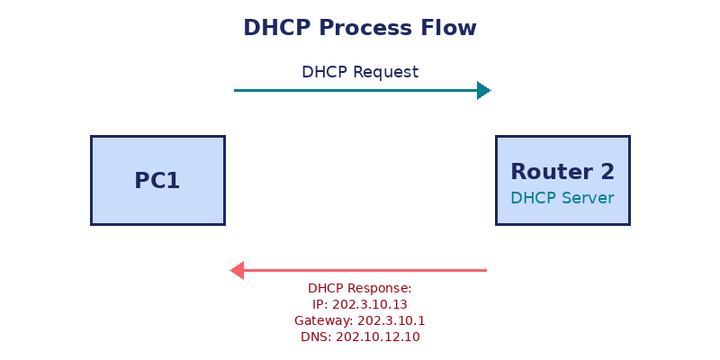 DHCP Process Flow
DHCP Request
PC1
Router 2
DHCP Server
DHCP Response:
IP: 202.3.10.13
Gateway: 202.3.10.1
DNS: 202.10.12.10